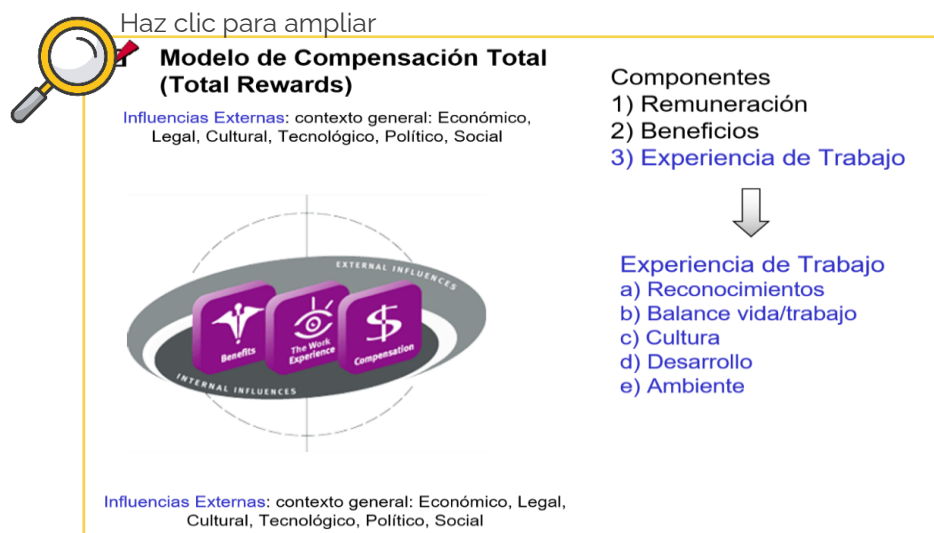 Haz clic para ampliar
Modelo de Compensación Total
(Total Rewards)
Influencias Externas: contexto general: Económico,
Legal, Cultural, Tecnológico, Político, Social
EXTERNAL INFLUENCES
Benefits
The Work
Experience
Compensation
INTERNAL INFLUENCES
Influencias Externas: contexto general: Económico, Legal,
Cultural, Tecnológico, Político, Social
Componentes
1) Remuneración
2) Beneficios
3) Experiencia de Trabajo
Experiencia de Trabajo
a) Reconocimientos
b) Balance vida/trabajo
c) Cultura
d) Desarrollo
e) Ambiente